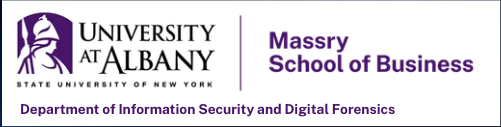 UNIVERSITY
AT ALBANY
STATE UNIVERSITY OF NEW YORK
Massry
School of Business
Department of Information Security and Digital Forensics